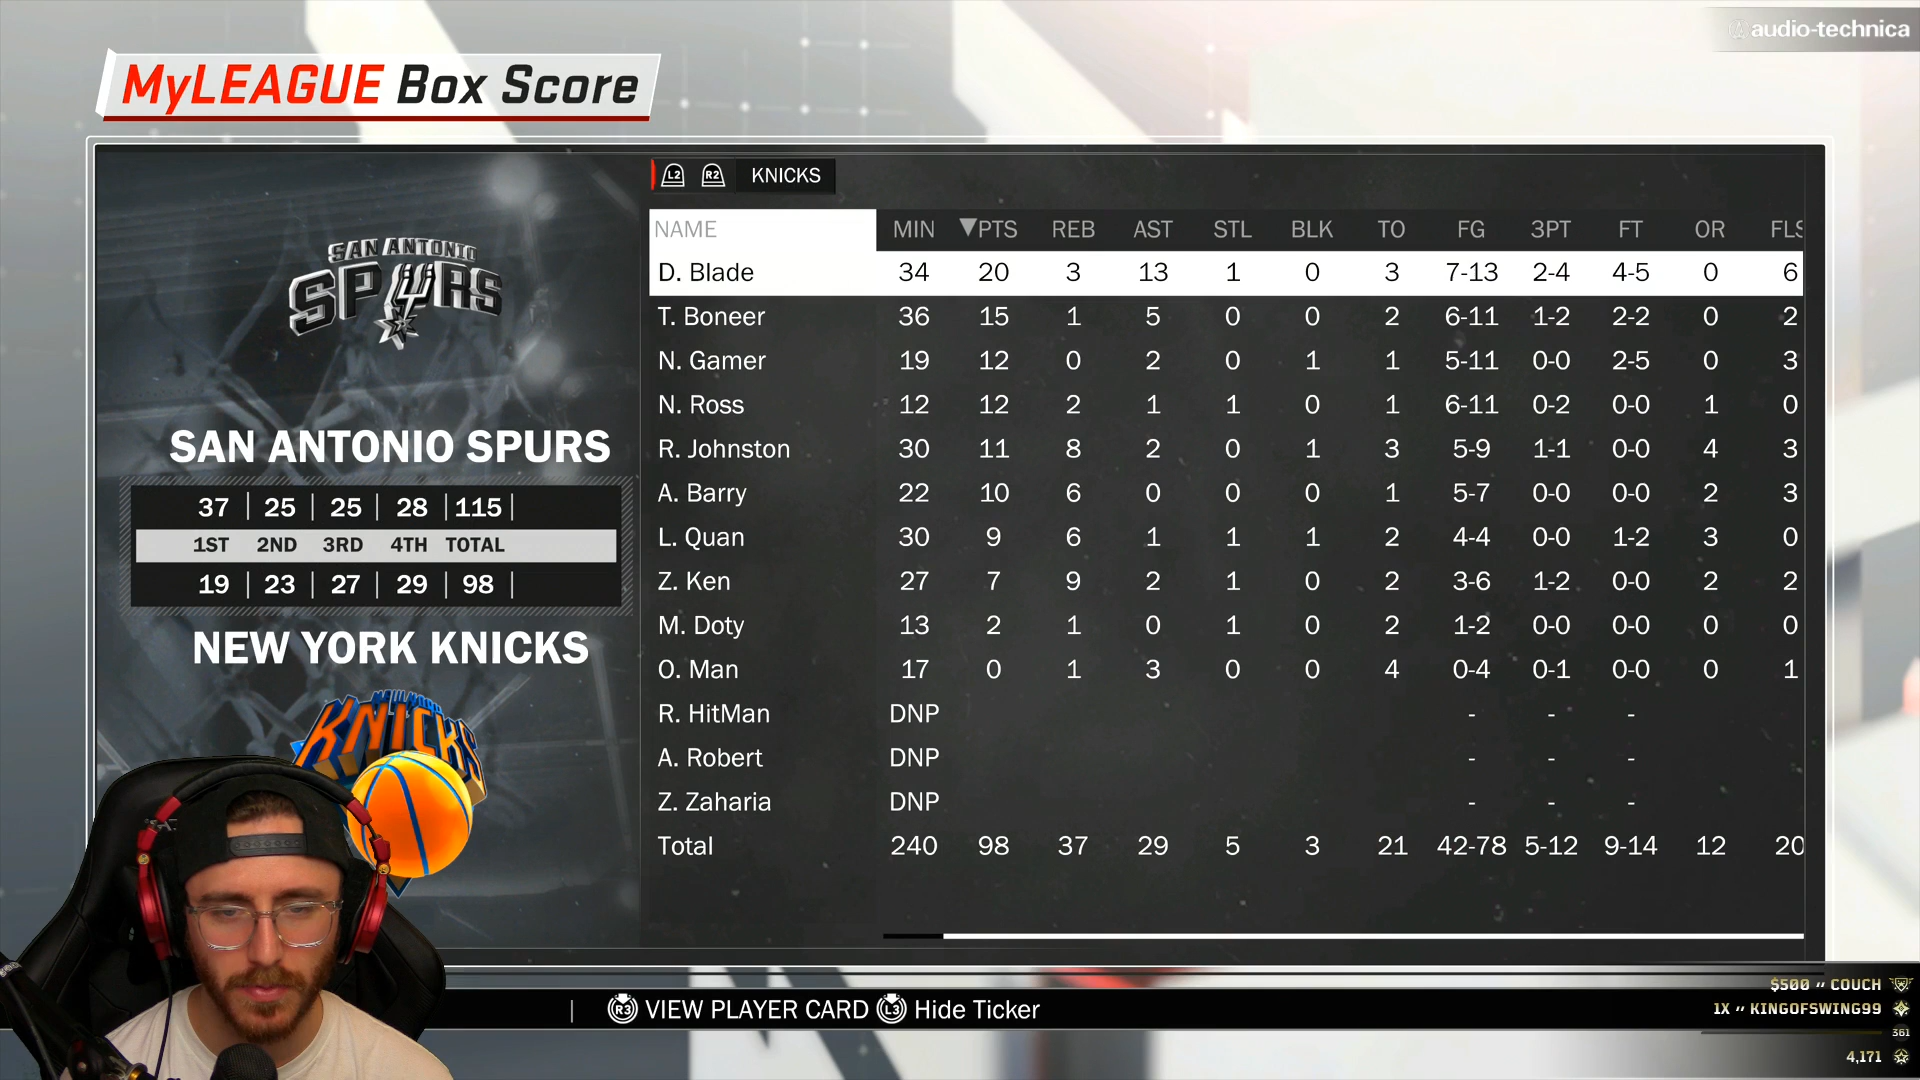 audio-technica
MyLEAGUE Box Score
L2 R2 KNICKS
SAN ANTONIO
SPURS
SAN ANTONIO SPURS
37 | 25 | 25 | 28 | 115 |
1ST 2ND 3RD 4TH TOTAL
19 | 23 | 27 | 29 | 98 |
NEW YORK KNICKS
KNICKS
NAME MIN ▼PTS REB AST STL BLK TO FG 3PT FT OR FLS
D. Blade 34 20 3 13 1 0 3 7-13 2-4 4-5 0 6
T. Boneer 36 15 1 5 0 0 2 6-11 1-2 2-2 0 2
N. Gamer 19 12 0 2 0 1 1 5-11 0-0 2-5 0 3
N. Ross 12 12 2 1 1 0 1 6-11 0-2 0-0 1 0
R. Johnston 30 11 8 2 0 1 3 5-9 1-1 0-0 4 3
A. Barry 22 10 6 0 0 0 1 5-7 0-0 0-0 2 3
L. Quan 30 9 6 1 1 1 2 4-4 0-0 1-2 3 0
Z. Ken 27 7 9 2 1 0 2 3-6 1-2 0-0 2 2
M. Doty 13 2 1 0 1 0 2 1-2 0-0 0-0 0 0
O. Man 17 0 1 3 0 0 4 0-4 0-1 0-0 0 1
R. HitMan DNP - - -
A. Robert DNP - - -
Z. Zaharia DNP - - -
Total 240 98 37 29 5 3 21 42-78 5-12 9-14 12 20
| R3 VIEW PLAYER CARD L3 Hide Ticker
$500 // COUCH
1X // KINGOFSWING99
361
4,171